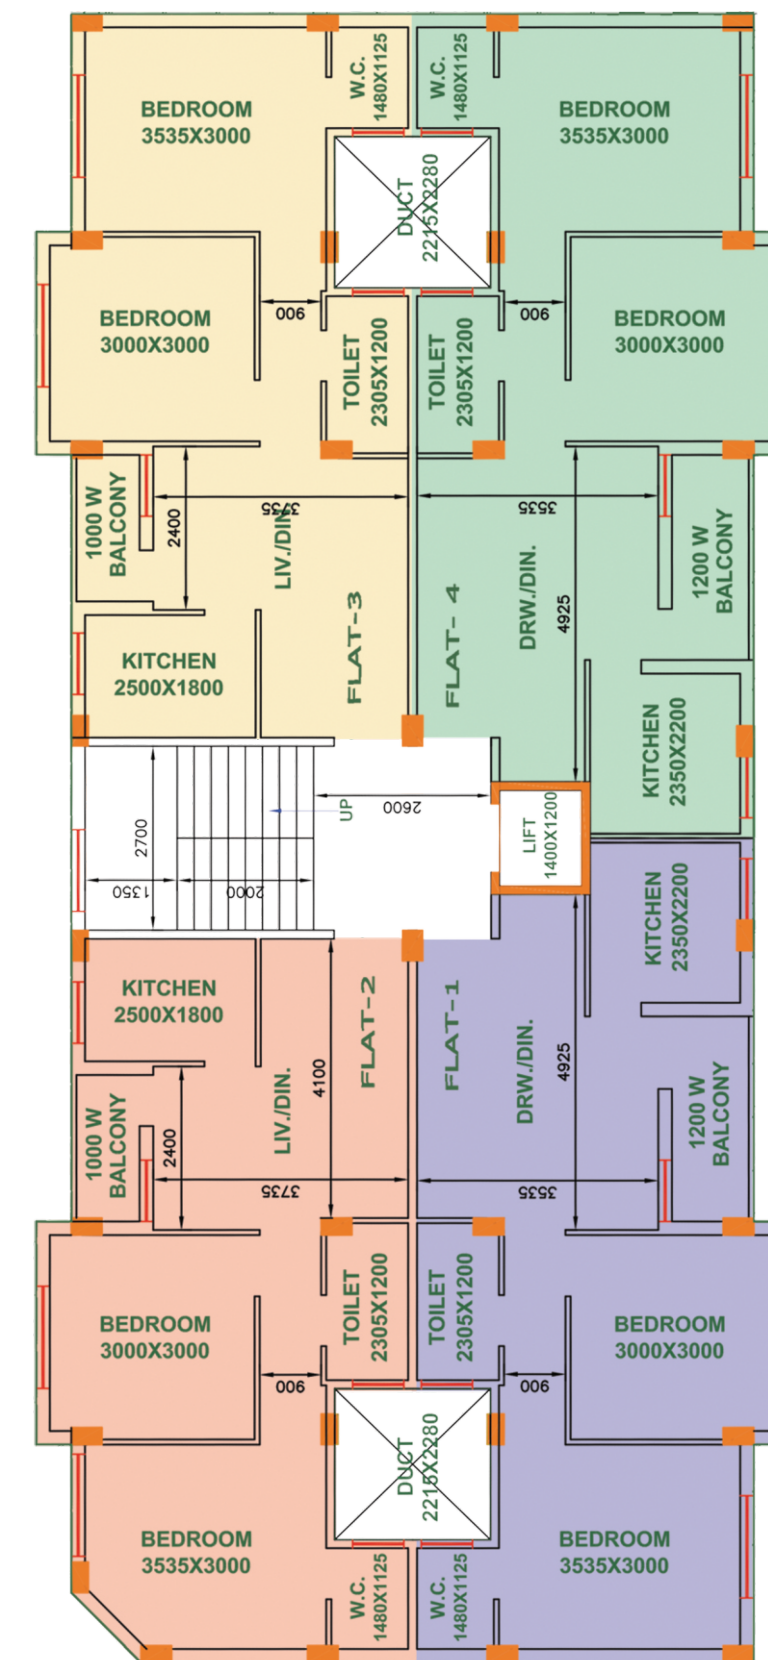 BEDROOM
3535X3000
W.C.
1480X1125
W.C.
1480X1125
BEDROOM
3535X3000
DUCT
2215X2280
BEDROOM
3000X3000
900
TOILET
2305X1200
TOILET
2305X1200
900
BEDROOM
3000X3000
1000 W
BALCONY
2400
3735
LIV./DIN.
3535
DRW./DIN.
4925
1200 W
BALCONY
FLAT-3
FLAT- 4
KITCHEN
2500X1800
KITCHEN
2350X2200
2700
1350
2000
UP
2600
LIFT
1400X1200
KITCHEN
2350X2200
KITCHEN
2500X1800
FLAT-2
FLAT-1
LIV./DIN.
4100
DRW./DIN.
4925
1000 W
BALCONY
2400
1200 W
BALCONY
3735
3535
BEDROOM
3000X3000
TOILET
2305X1200
TOILET
2305X1200
BEDROOM
3000X3000
900
900
DUCT
2215X2280
BEDROOM
3535X3000
W.C.
1480X1125
W.C.
1480X1125
BEDROOM
3535X3000